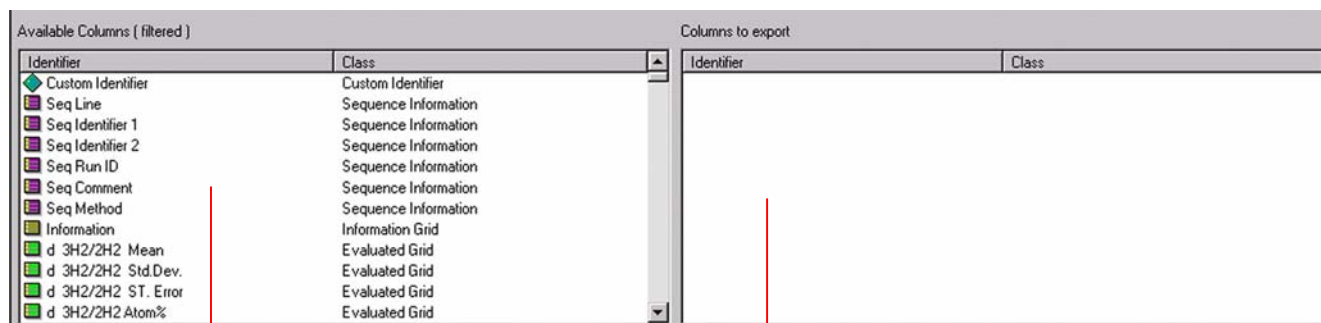 Available Columns ( filtered )
Columns to export
Identifier Class
Identifier Class
Custom Identifier Custom Identifier
Seq Line Sequence Information
Seq Identifier 1 Sequence Information
Seq Identifier 2 Sequence Information
Seq Run ID Sequence Information
Seq Comment Sequence Information
Seq Method Sequence Information
Information Information Grid
d 3H2/2H2 Mean Evaluated Grid
d 3H2/2H2 Std.Dev. Evaluated Grid
d 3H2/2H2 ST. Error Evaluated Grid
d 3H2/2H2 Atom% Evaluated Grid